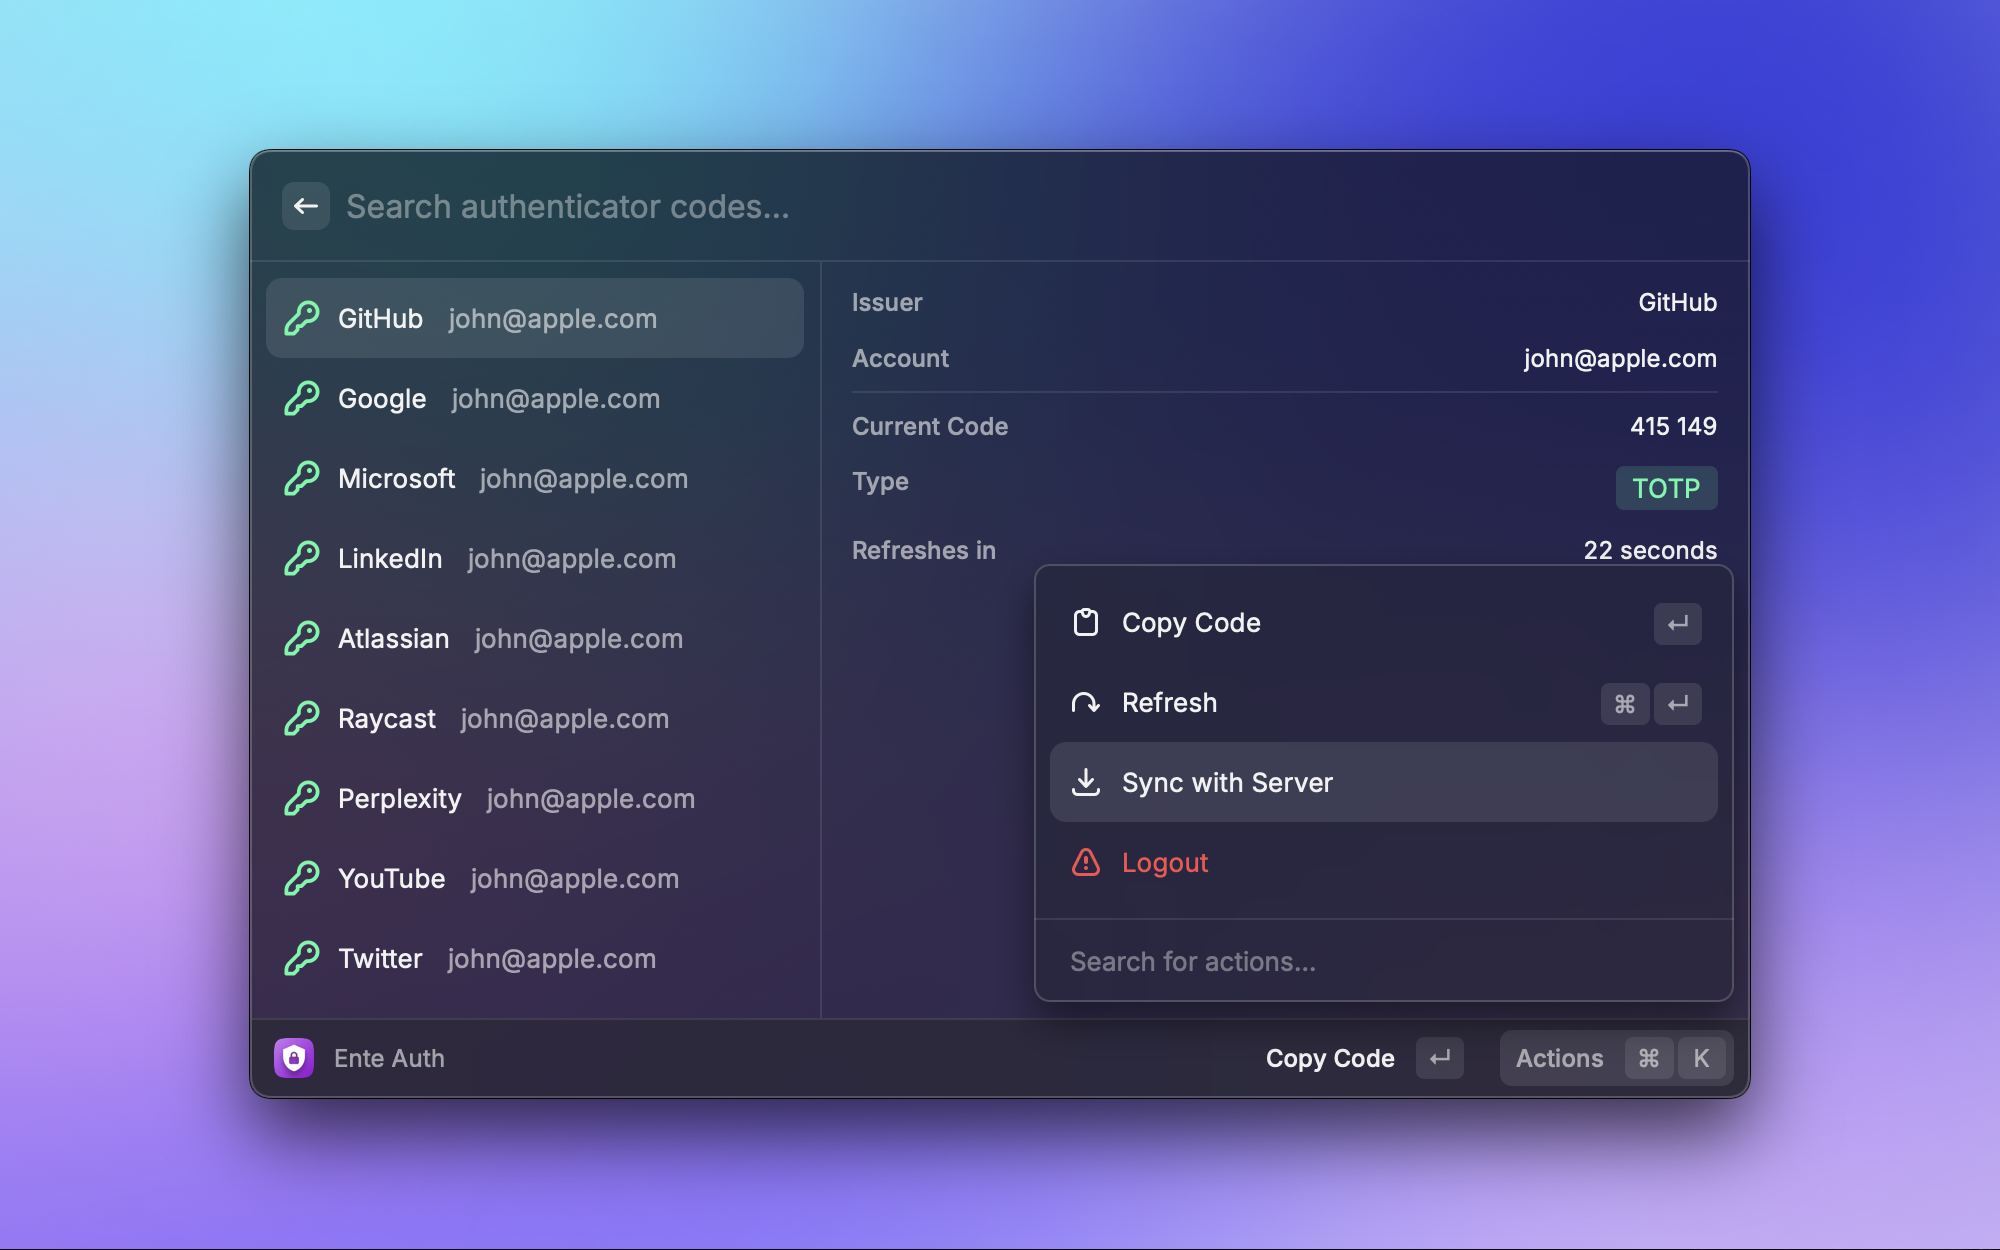 Search authenticator codes...
GitHub john@apple.com
Google john@apple.com
Microsoft john@apple.com
LinkedIn john@apple.com
Atlassian john@apple.com
Raycast john@apple.com
Perplexity john@apple.com
YouTube john@apple.com
Twitter john@apple.com
Issuer GitHub
Account john@apple.com
Current Code 415 149
Type TOTP
Refreshes in 22 seconds
Copy Code ↵
Refresh ⌘ ↵
Sync with Server
Logout
Search for actions...
Ente Auth
Copy Code ↵
Actions ⌘ K